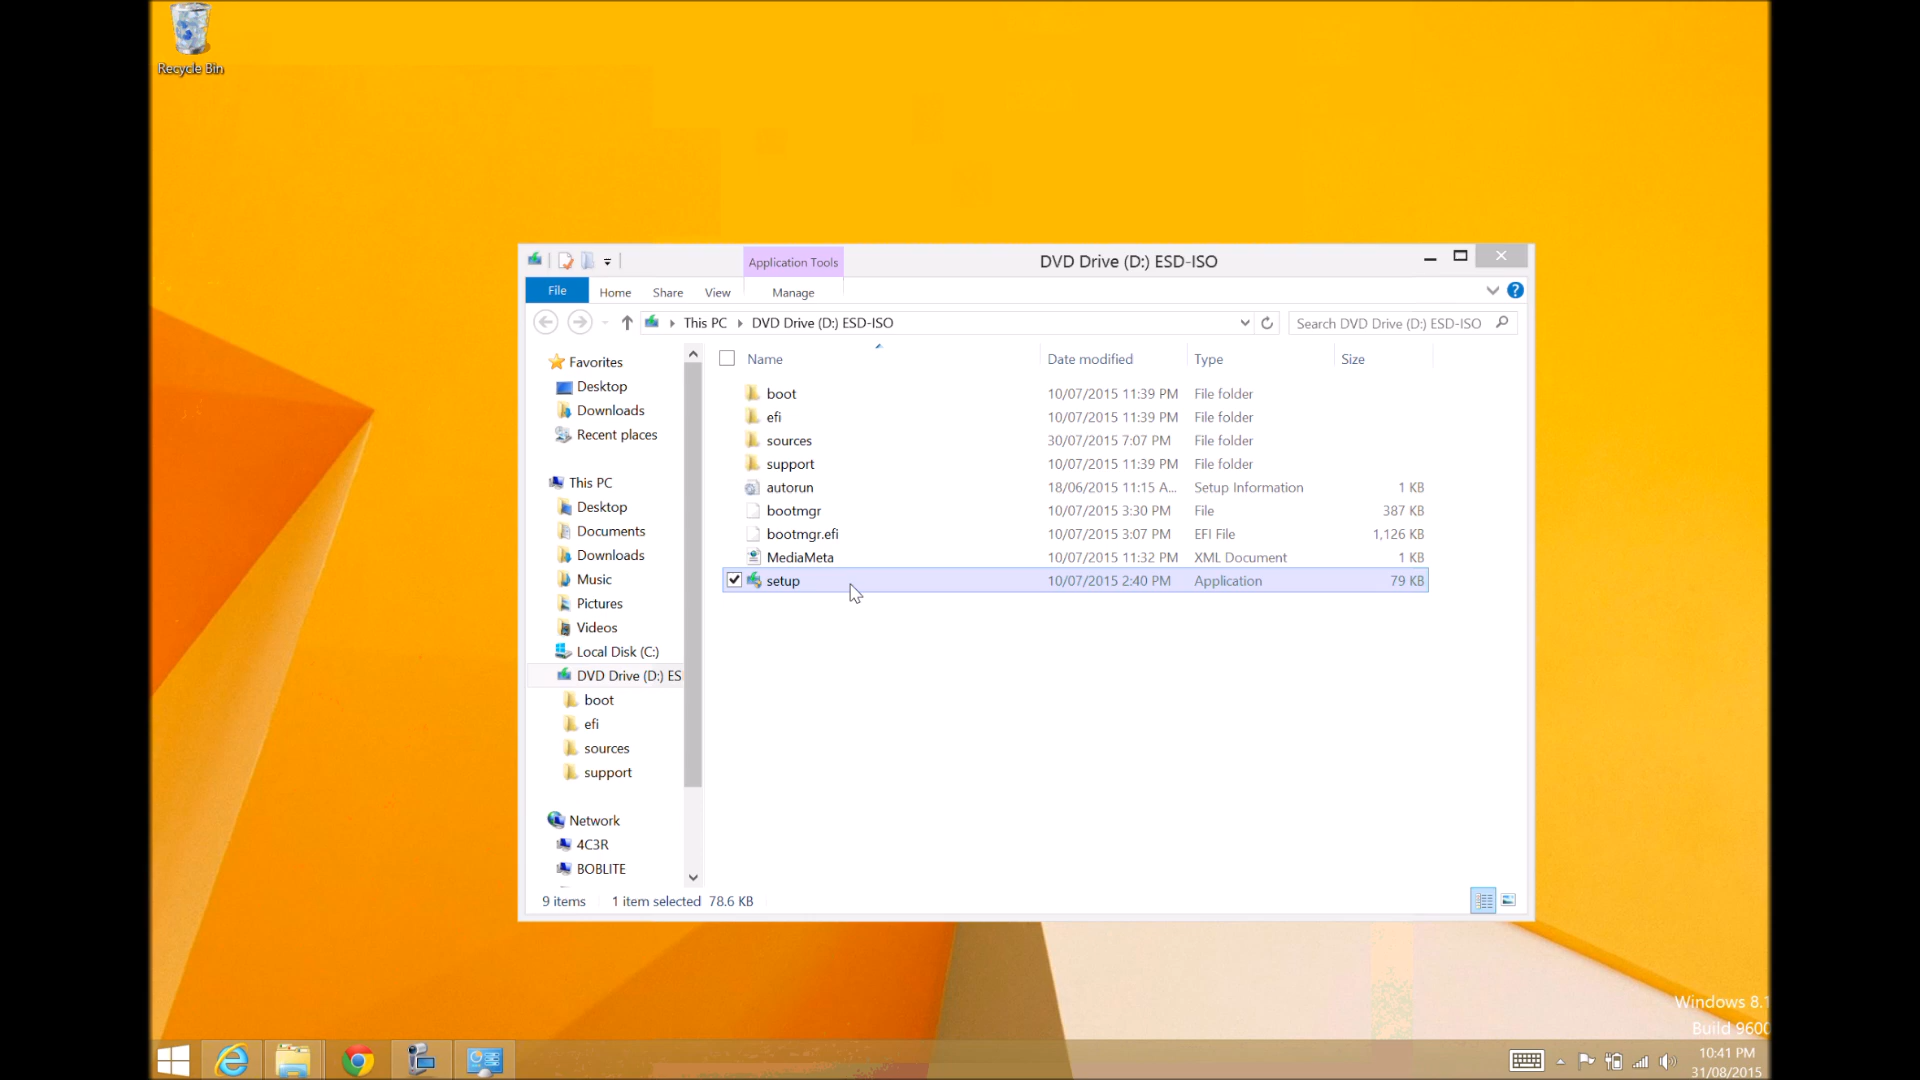 Recycle Bin
Application Tools
DVD Drive (D:) ESD-ISO
File
Home
Share
View
Manage
This PC
DVD Drive (D:) ESD-ISO
Search DVD Drive (D:) ESD-ISO
Name
Date modified
Type
Size
boot 10/07/2015 11:39 PM File folder
efi 10/07/2015 11:39 PM File folder
sources 30/07/2015 7:07 PM File folder
support 10/07/2015 11:39 PM File folder
autorun 18/06/2015 11:15 A... Setup Information 1 KB
bootmgr 10/07/2015 3:30 PM File 387 KB
bootmgr.efi 10/07/2015 3:07 PM EFI File 1,126 KB
MediaMeta 10/07/2015 11:32 PM XML Document 1 KB
setup 10/07/2015 2:40 PM Application 79 KB
Favorites
Desktop
Downloads
Recent places
This PC
Desktop
Documents
Downloads
Music
Pictures
Videos
Local Disk (C:)
DVD Drive (D:) ES
boot
efi
sources
support
Network
4C3R
BOBLITE
9 items
1 item selected 78.6 KB
Windows 8.1
Build 9600
10:41 PM
31/08/2015